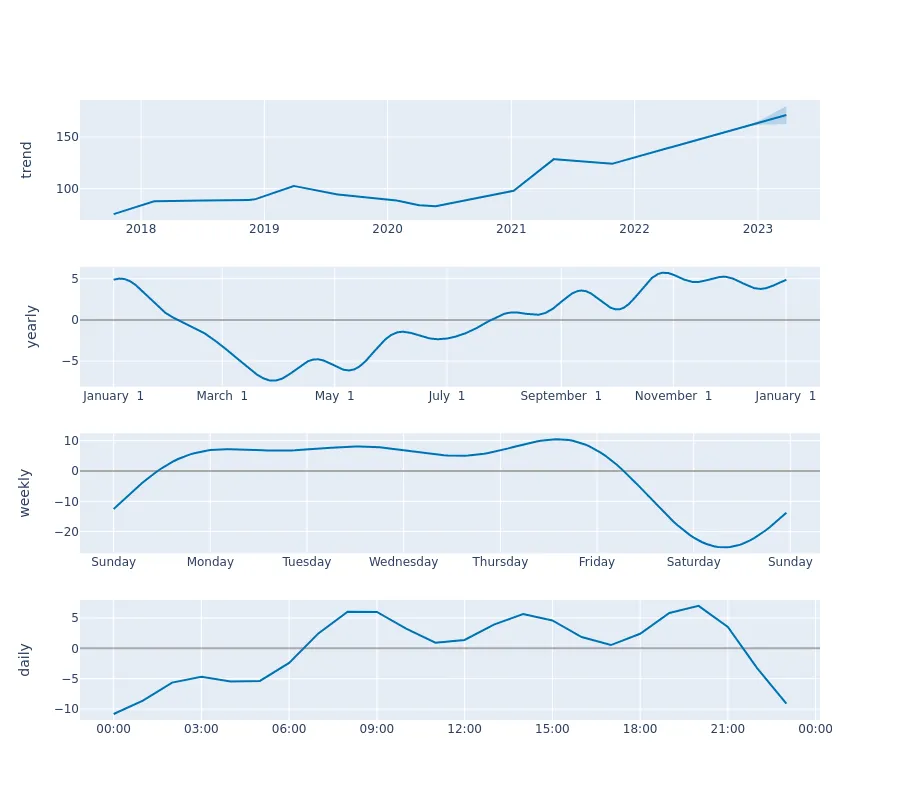 trend
150
100
2018 2019 2020 2021 2022 2023
yearly
5
0
−5
January 1 March 1 May 1 July 1 September 1 November 1 January 1
weekly
10
0
−10
−20
Sunday Monday Tuesday Wednesday Thursday Friday Saturday Sunday
daily
5
0
−5
−10
00:00 03:00 06:00 09:00 12:00 15:00 18:00 21:00 00:00